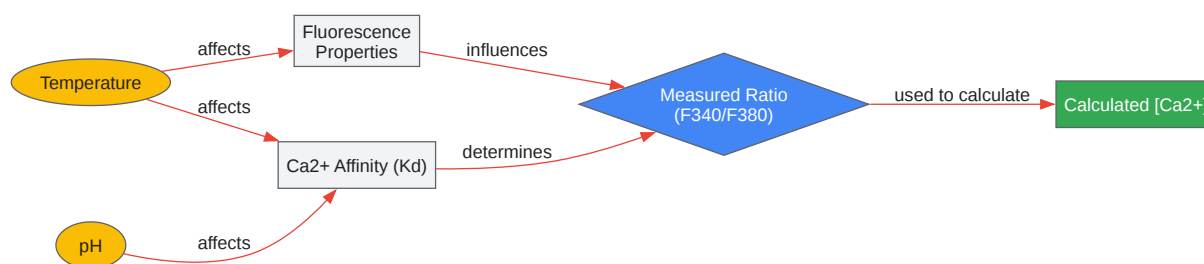 Fluorescence
Properties
affects
influences
Temperature
Measured Ratio
(F340/F380)
used to calculate
Calculated [Ca2+]
affects
determines
Ca2+ Affinity (Kd)
affects
pH